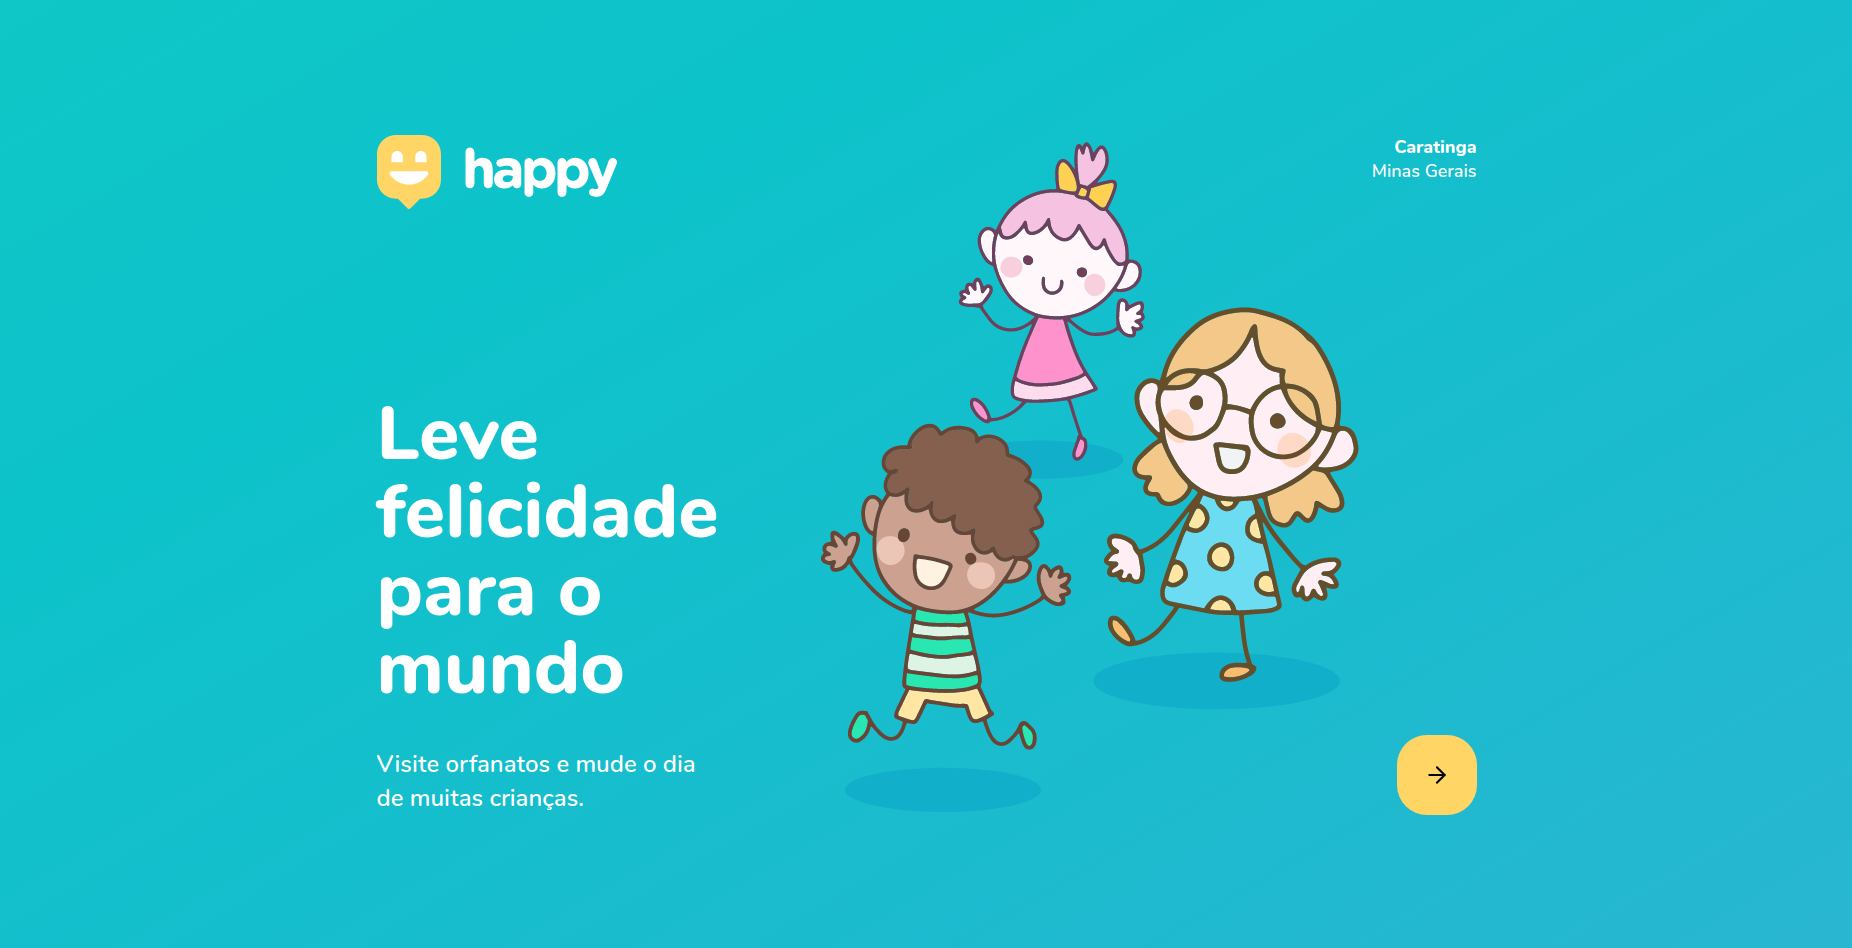 happy
Caratinga
Minas Gerais
Leve
felicidade
para o
mundo
Visite orfanatos e mude o dia
de muitas crianças.